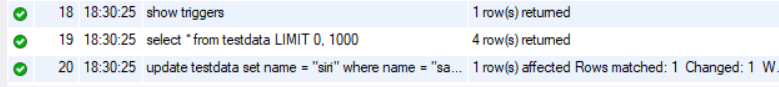 18 18:30:25 show triggers 1 row(s) returned
19 18:30:25 select * from testdata LIMIT 0, 1000 4 row(s) returned
20 18:30:25 update testdata set name = "siri" where name = "sa... 1 row(s) affected Rows matched: 1 Changed: 1 W.